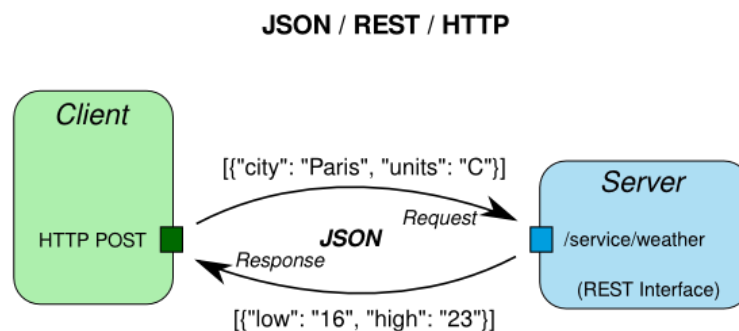 JSON / REST / HTTP
Client
[{"city": "Paris", "units": "C"}]
Server
Request
HTTP POST
JSON
/service/weather
Response
(REST Interface)
[{"low": "16", "high": "23"}]